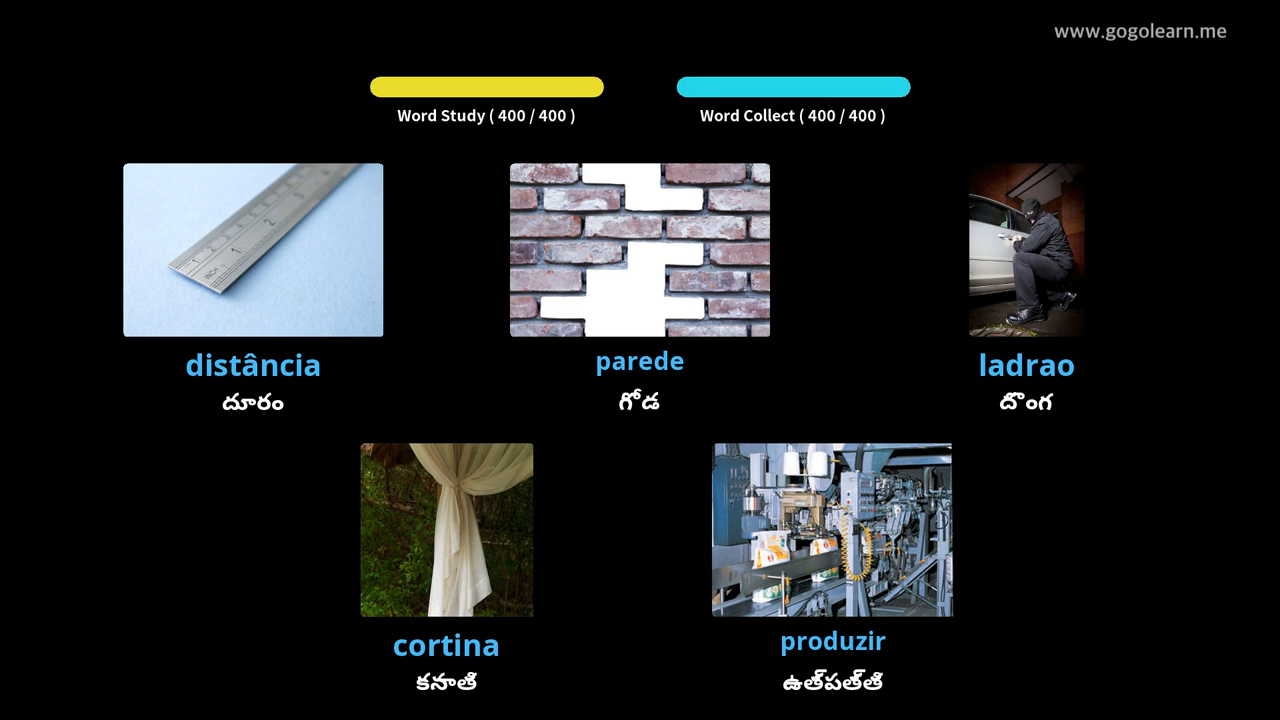 www.gogolearn.me
Word Study ( 400 / 400 )
Word Collect ( 400 / 400 )
distância
దూరం
parede
గోడ
ladrao
దొంగ
cortina
కనాతి
produzir
ఉత్పత్తి